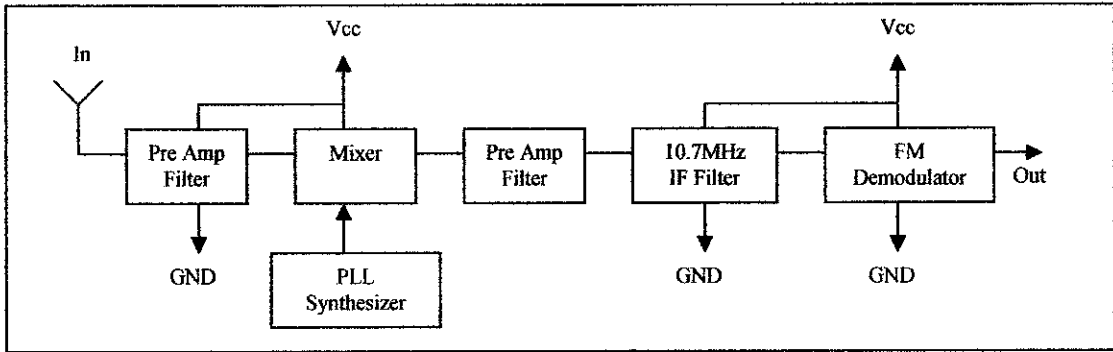 Vcc
Vcc
In
Pre Amp
Filter
Mixer
Pre Amp
Filter
10.7MHz
IF Filter
FM
Demodulator
Out
GND
PLL
Synthesizer
GND
GND